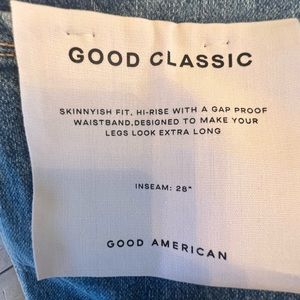 GOOD CLASSIC
SKINNYISH FIT, HI-RISE WITH A GAP PROOF
WAISTBAND.DESIGNED TO MAKE YOUR
LEGS LOOK EXTRA LONG
INSEAM: 28"
GOOD AMERICAN